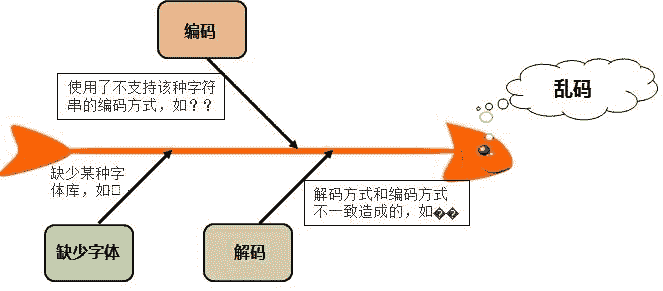 编码
使用了不支持该种字符
串的编码方式，如？？
乱码
缺少某种字
体库，如□．
解码方式和编码方式
不一致造成的，如��
缺少字体
解码